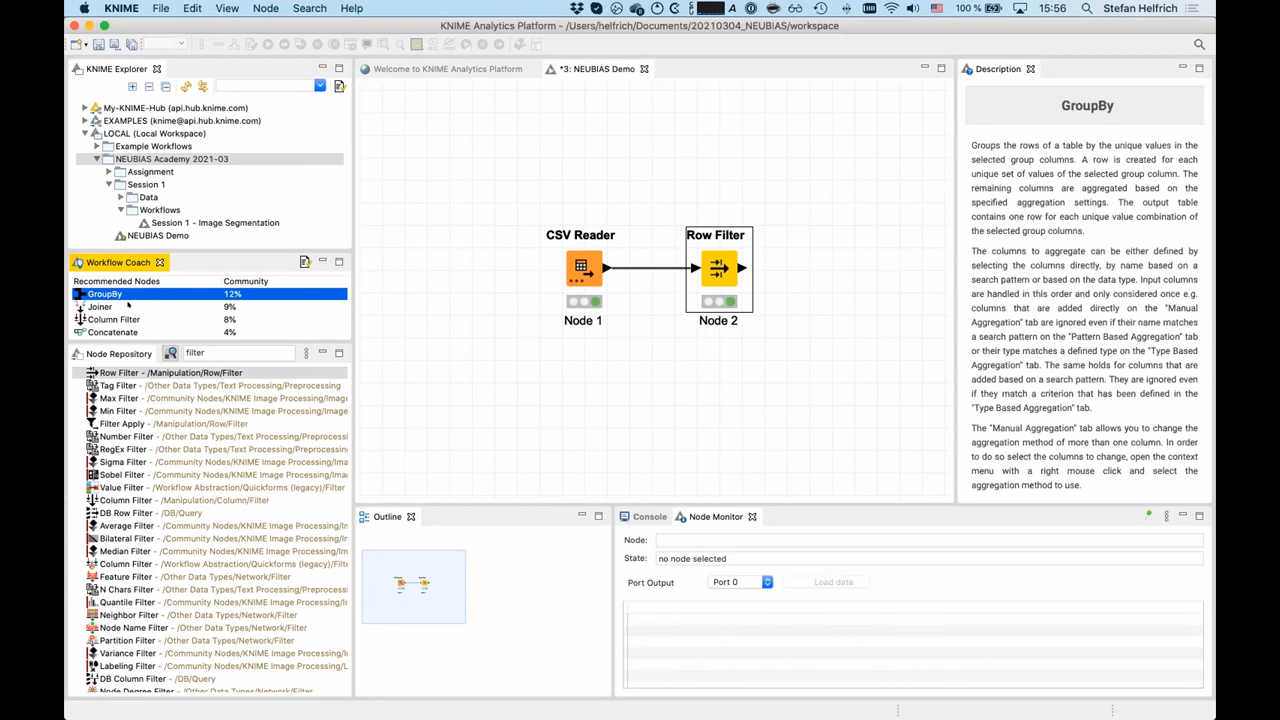 KNIME File Edit View Node Search Help 100 % 15:56 Stefan Helfrich
KNIME Analytics Platform - /Users/helfrich/Documents/20210304_NEUBIAS/workspace
KNIME Explorer
My-KNIME-Hub (api.hub.knime.com)
EXAMPLES (knime@api.hub.knime.com)
LOCAL (Local Workspace)
Example Workflows
NEUBIAS Academy 2021-03
Assignment
Session 1
Data
Workflows
Session 1 - Image Segmentation
NEUBIAS Demo
Workflow Coach
Recommended Nodes Community
GroupBy 12%
Joiner 9%
Column Filter 8%
Concatenate 4%
Node Repository filter
Row Filter - /Manipulation/Row/Filter
Tag Filter - /Other Data Types/Text Processing/Preprocessing
Max Filter - /Community Nodes/KNIME Image Processing/Image
Min Filter - /Community Nodes/KNIME Image Processing/Image
Filter Apply - /Manipulation/Row/Filter
Number Filter - /Other Data Types/Text Processing/Preprocess
RegEx Filter - /Other Data Types/Text Processing/Preprocessi
Sigma Filter - /Community Nodes/KNIME Image Processing/Im
Sobel Filter - /Community Nodes/KNIME Image Processing/Im
Value Filter - /Workflow Abstraction/Quickforms (legacy)/Filter
Column Filter - /Manipulation/Column/Filter
DB Row Filter - /DB/Query
Average Filter - /Community Nodes/KNIME Image Processing/
Bilateral Filter - /Community Nodes/KNIME Image Processing/I
Median Filter - /Community Nodes/KNIME Image Processing/I
Column Filter - /Workflow Abstraction/Quickforms (legacy)/Fi
Feature Filter - /Other Data Types/Network/Filter
N Chars Filter - /Other Data Types/Text Processing/Preproces
Quantile Filter - /Community Nodes/KNIME Image Processing/
Neighbor Filter - /Other Data Types/Network/Filter
Node Name Filter - /Other Data Types/Network/Filter
Partition Filter - /Other Data Types/Network/Filter
Variance Filter - /Community Nodes/KNIME Image Processing/
Labeling Filter - /Community Nodes/KNIME Image Processing/L
DB Column Filter - /DB/Query
Node Degree Filter - /Other Data Types/Network/Filter
Welcome to KNIME Analytics Platform *3: NEUBIAS Demo
CSV Reader Row Filter
Node 1 Node 2
Outline
Console Node Monitor
Node:
State: no node selected
Port Output Port 0 Load data
Description
GroupBy
Groups the rows of a table by the unique values in
the selected group columns. A row is created for
each unique set of values of the selected group column. The
remaining columns are aggregated based on the
specified aggregation settings. The output table
contains one row for each unique value combination of
the selected group columns.
The columns to aggregate can be either defined by
selecting the columns directly, by name based on a
search pattern or based on the data type. Input columns
are handled in this order and only considered once e.g.
columns that are added directly on the "Manual
Aggregation" tab are ignored even if their name matches
a search pattern on the "Pattern Based Aggregation" tab
or their type matches a defined type on the "Type Based
Aggregation" tab. The same holds for columns that are
added based on a search pattern. They are ignored even
if they match a criterion that has been defined in the
"Type Based Aggregation" tab.
The "Manual Aggregation" tab allows you to change the
aggregation method of more than one column. In order
to do so select the columns to change, open the context
menu with a right mouse click and select the
aggregation method to use.